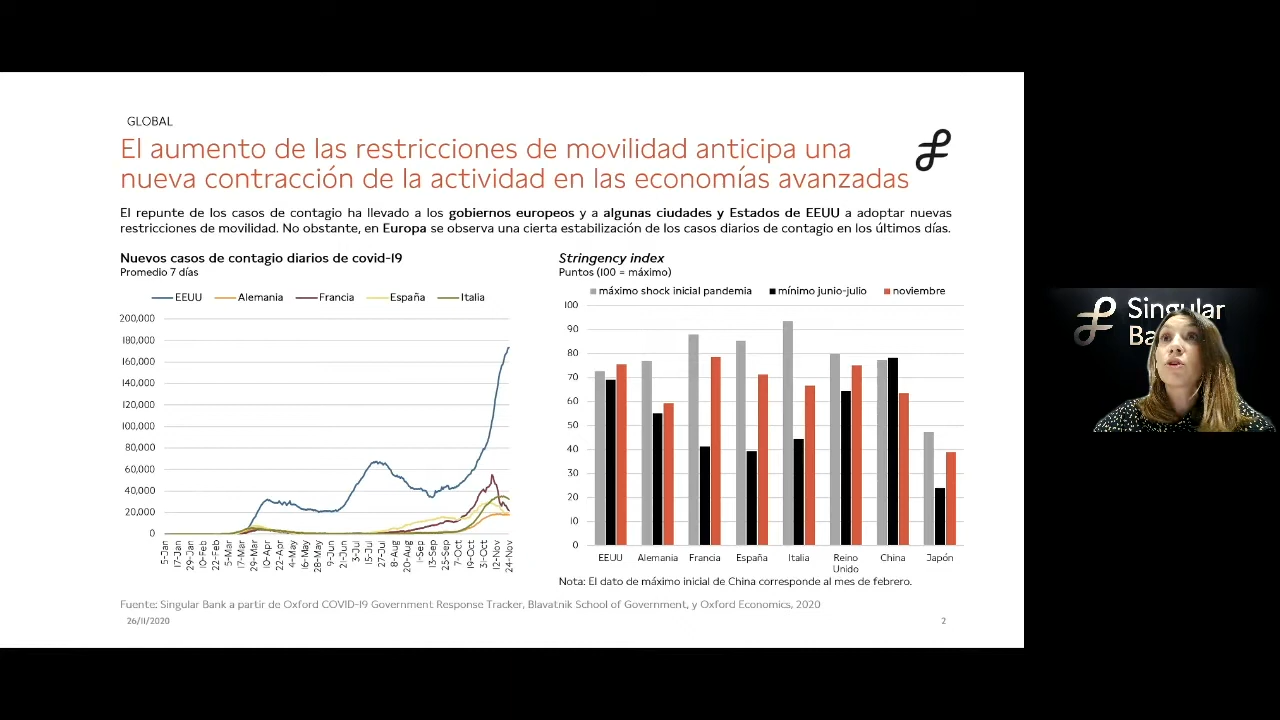 GLOBAL
El aumento de las restricciones de movilidad anticipa una
nueva contracción de la actividad en las economías avanzadas
El repunte de los casos de contagio ha llevado a los gobiernos europeos y a algunas ciudades y Estados de EEUU a adoptar nuevas
restricciones de movilidad. No obstante, en Europa se observa una cierta estabilización de los casos diarios de contagio en los últimos días.
Nuevos casos de contagio diarios de covid-19
Promedio 7 días
EEUU Alemania Francia España Italia
200,000
180,000
160,000
140,000
120,000
100,000
80,000
60,000
40,000
20,000
0
5-Jan 17-Jan 29-Jan 10-Feb 22-Feb 5-Mar 17-Mar 29-Mar 10-Apr 22-Apr 4-May 16-May 28-May 9-Jun 21-Jun 3-Jul 15-Jul 27-Jul 8-Aug 20-Aug 1-Sep 13-Sep 25-Sep 7-Oct 19-Oct 31-Oct 12-Nov 24-Nov
Stringency index
Puntos (100 = máximo)
máximo shock inicial pandemia mínimo junio-julio noviembre
100
90
80
70
60
50
40
30
20
10
0
EEUU Alemania Francia España Italia Reino China Japón
Unido
Nota: El dato de máximo inicial de China corresponde al mes de febrero.
Fuente: Singular Bank a partir de Oxford COVID-19 Government Response Tracker, Blavatnik School of Government, y Oxford Economics, 2020
26/11/2020
2
Singular
Ba